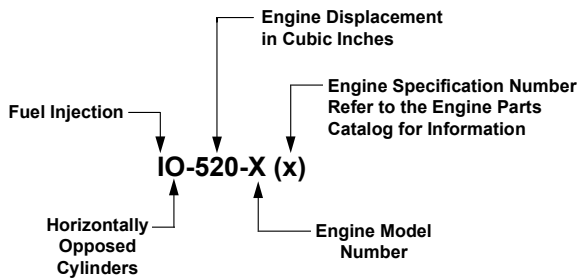 Engine Displacement
in Cubic Inches
Engine Specification Number
Refer to the Engine Parts
Catalog for Information
Fuel Injection
IO-520-X (x)
Horizontally
Opposed
Cylinders
Engine Model
Number